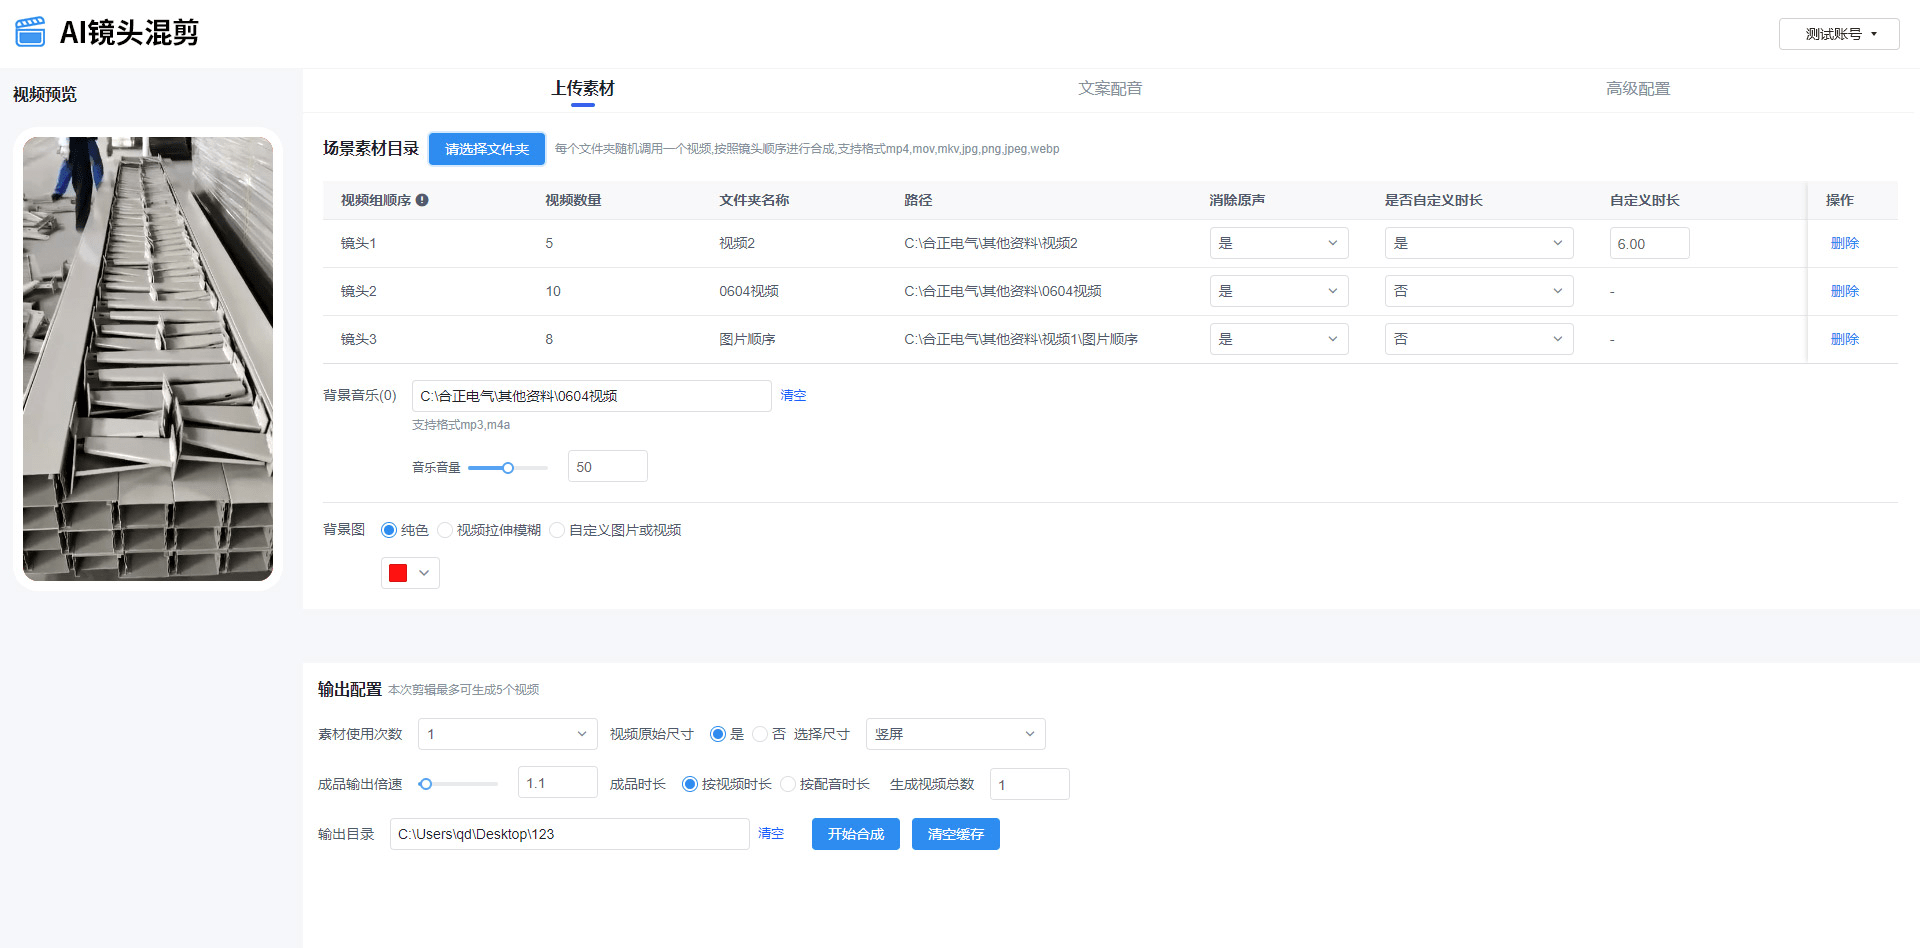 AI镜头混剪
测试账号
视频预览
上传素材
文案配音
高级配置
场景素材目录 请选择文件夹 每个文件夹随机调用一个视频,按照镜头顺序进行合成,支持格式mp4,mov,mkv,jpg,png,jpeg,webp
视频组顺序 视频数量 文件夹名称 路径 消除原声 是否自定义时长 自定义时长 操作
镜头1 5 视频2 C:\合正电气\其他资料\视频2 是 是 6.00 删除
镜头2 10 0604视频 C:\合正电气\其他资料\0604视频 是 否 - 删除
镜头3 8 图片顺序 C:\合正电气\其他资料\视频1\图片顺序 是 否 - 删除
背景音乐(0) C:\合正电气\其他资料\0604视频 清空
支持格式mp3,m4a
音乐音量 50
背景图 纯色 视频拉伸模糊 自定义图片或视频
输出配置 本次剪辑最多可生成5个视频
素材使用次数 1 视频原始尺寸 是 否 选择尺寸 竖屏
成品输出倍速 1.1 成品时长 按视频时长 按配音时长 生成视频总数 1
输出目录 C:\Users\qd\Desktop\123 清空 开始合成 清空缓存